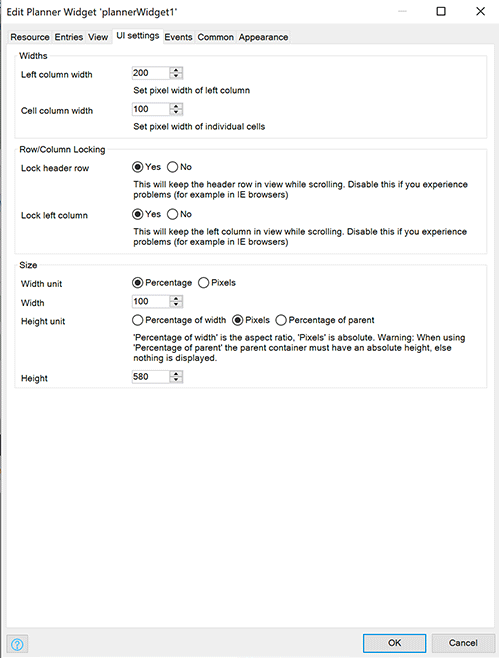 Edit Planner Widget 'plannerWidget1'
Resource Entries View UI settings Events Common Appearance
Widths
Left column width 200
Set pixel width of left column
Cell column width 100
Set pixel width of individual cells
Row/Column Locking
Lock header row Yes No
This will keep the header row in view while scrolling. Disable this if you experience
problems (for example in IE browsers)
Lock left column Yes No
This will keep the left column in view while scrolling. Disable this if you experience
problems (for example in IE browsers)
Size
Width unit Percentage Pixels
Width 100
Height unit Percentage of width Pixels Percentage of parent
'Percentage of width' is the aspect ratio, 'Pixels' is absolute. Warning: When using
'Percentage of parent' the parent container must have an absolute height, else
nothing is displayed.
Height 580
? OK Cancel